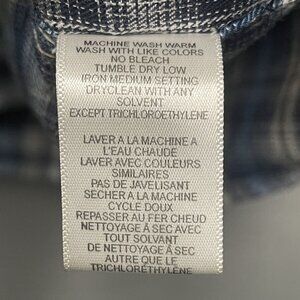 MACHINE WASH WARM
WASH WITH LIKE COLORS
NO BLEACH
TUMBLE DRY LOW
IRON MEDIUM SETTING
DRYCLEAN WITH ANY
SOLVENT
EXCEPT TRICHLOROETHYLENE
LAVER A LA MACHINE A
L'EAU CHAUDE
LAVER AVEC COULEURS
SIMILAIRES
PAS DE JAVELISANT
SECHER A LA MACHINE
CYCLE DOUX
REPASSER AU FER CHEUD
NETTOYAGE Á SEC AVEC
TOUT SOLVANT
DE NETTOYAGE Á SEC
AUTRE QUE LE
TRICHLORÉTHYLÈNE